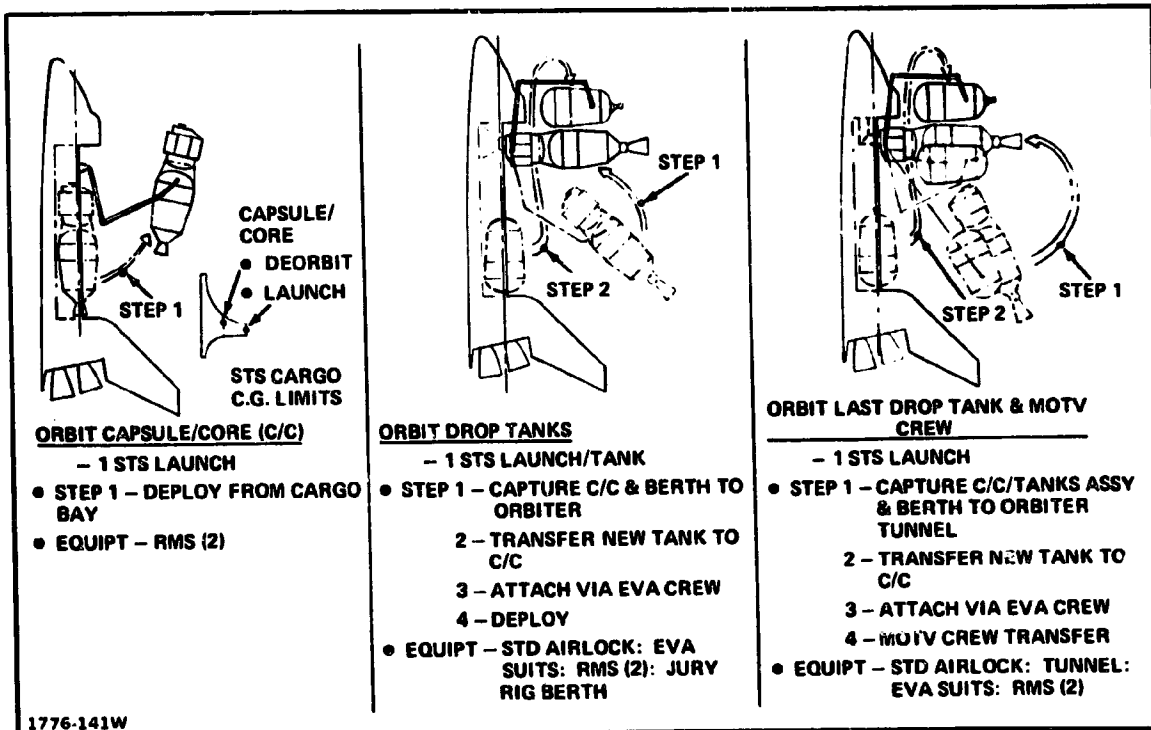 STEP 1
CAPSULE/
CORE
● DEORBIT
● LAUNCH
STS CARGO
C.G. LIMITS
ORBIT CAPSULE/CORE (C/C)
– 1 STS LAUNCH
● STEP 1 – DEPLOY FROM CARGO
BAY
● EQUIPT – RMS (2)
STEP 1
STEP 2
ORBIT DROP TANKS
– 1 STS LAUNCH/TANK
● STEP 1 – CAPTURE C/C & BERTH TO
ORBITER
2 – TRANSFER NEW TANK TO
C/C
3 – ATTACH VIA EVA CREW
4 – DEPLOY
● EQUIPT – STD AIRLOCK: EVA
SUITS: RMS (2): JURY
RIG BERTH
STEP 1
STEP 2
ORBIT LAST DROP TANK & MOTV
CREW
– 1 STS LAUNCH
● STEP 1 – CAPTURE C/C/TANKS ASSY
& BERTH TO ORBITER
TUNNEL
2 – TRANSFER NEW TANK TO
C/C
3 – ATTACH VIA EVA CREW
4 – MOTV CREW TRANSFER
● EQUIPT – STD AIRLOCK: TUNNEL:
EVA SUITS: RMS (2)
1776-141W